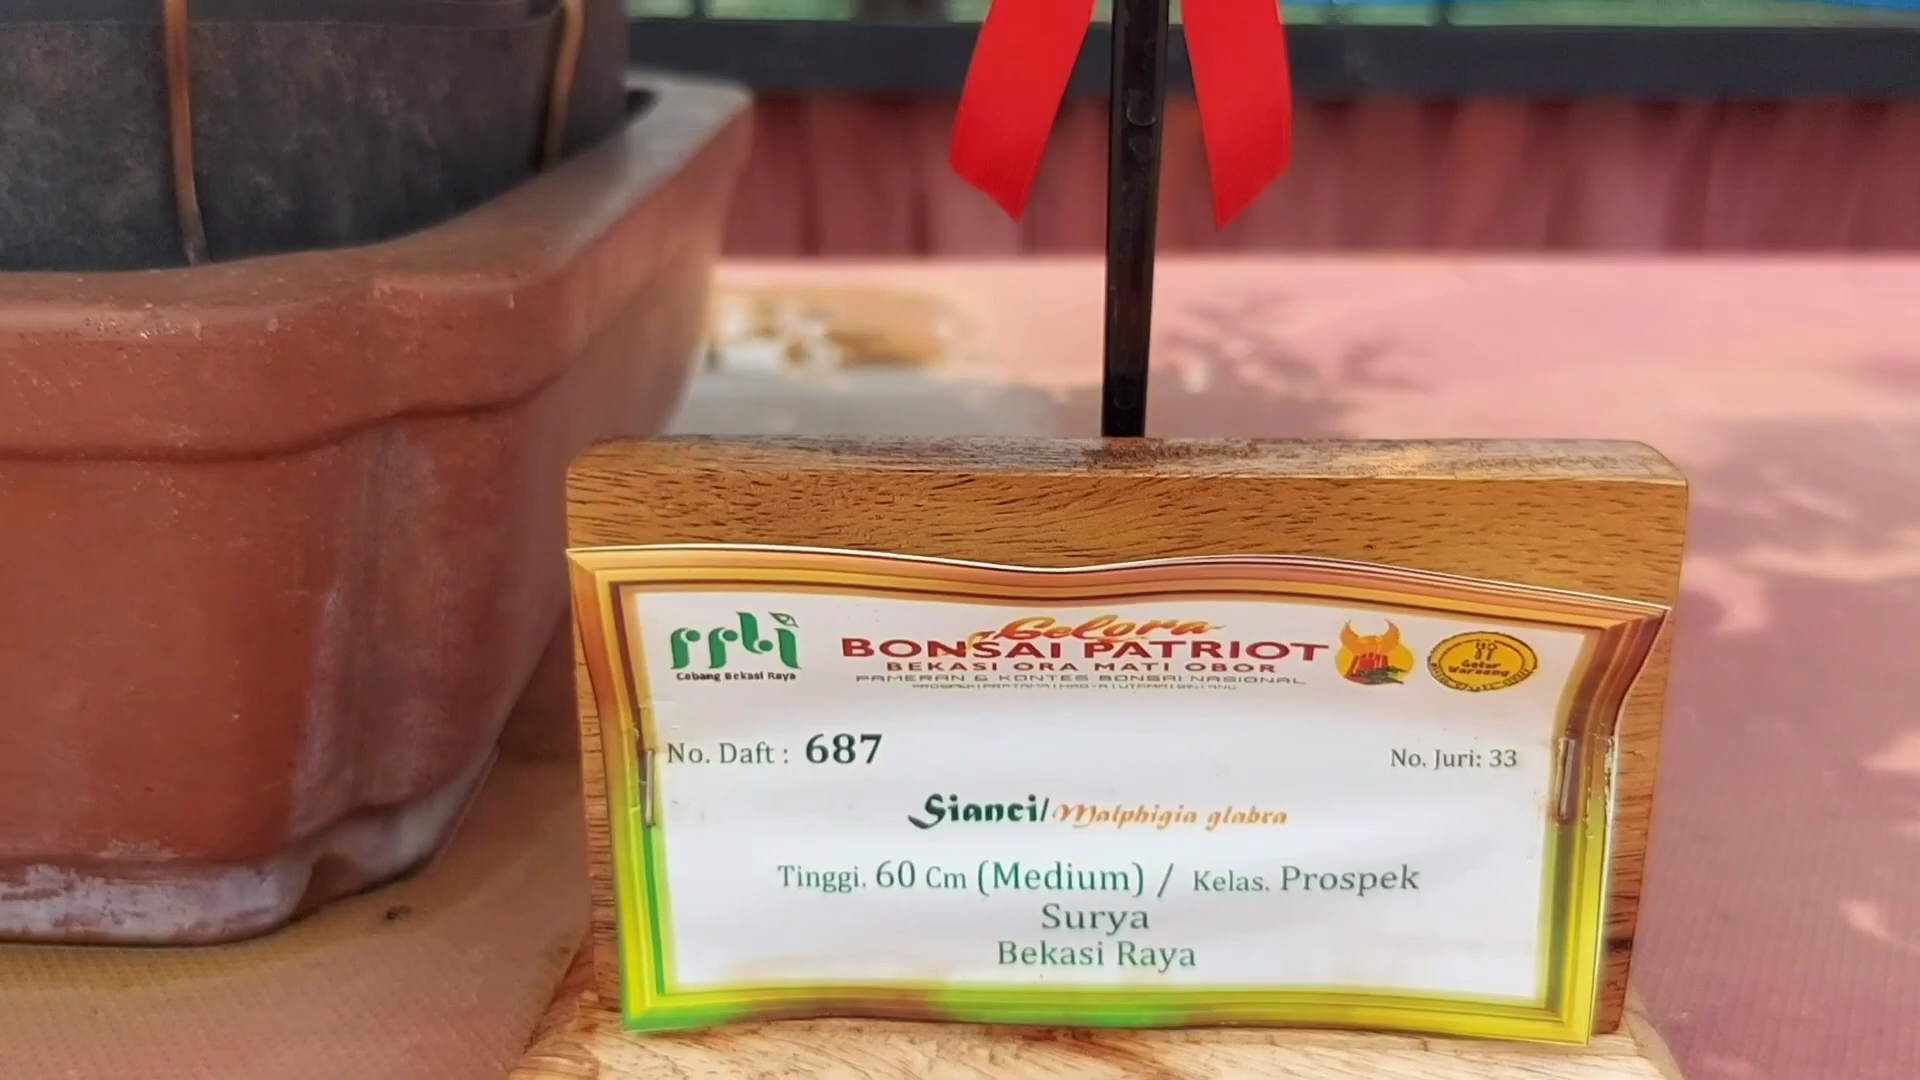 ppbi
Cabang Bekasi Raya
Gelora
BONSAI PATRIOT
BEKASI ORA MATI OBOR
PAMERAN & KONTES BONSAI NASIONAL
No. Daft : 687
No. Juri: 33
Sianci/Malphigia glabra
Tinggi. 60 Cm (Medium) / Kelas. Prospek
Surya
Bekasi Raya